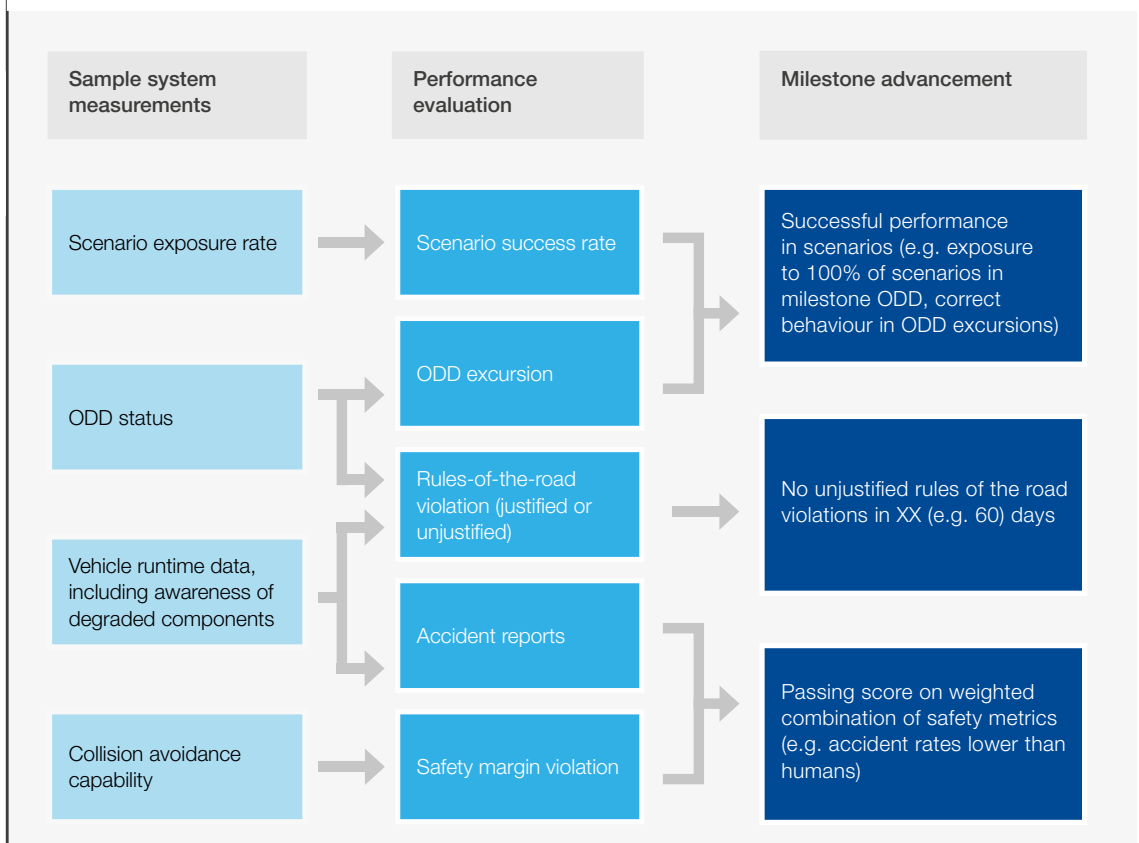 Sample system
measurements
Performance
evaluation
Milestone advancement
Scenario exposure rate
Scenario success rate
Successful performance
in scenarios (e.g. exposure
to 100% of scenarios in
milestone ODD, correct
behaviour in ODD excursions)
ODD status
ODD excursion
Rules-of-the-road
violation (justified or
unjustified)
No unjustified rules of the road
violations in XX (e.g. 60) days
Vehicle runtime data,
including awareness of
degraded components
Accident reports
Passing score on weighted
combination of safety metrics
(e.g. accident rates lower than
humans)
Collision avoidance
capability
Safety margin violation